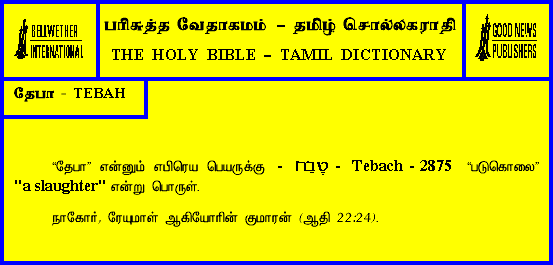 BELLWETHER
INTERNATIONAL
பரிசுத்த வேதாகமம் – தமிழ் சொல்லகராதி
THE HOLY BIBLE – TAMIL DICTIONARY
GOOD NEWS
PUBLISHERS
தேபா - TEBAH
“தேபா” என்னும் எபிரெய பெயருக்கு - טֶבַח - Tebach - 2875 “படுகொலை”
"a slaughter" என்று பொருள்.
நாகோர், ரேயுமாள் ஆகியோரின் குமாரன் (ஆதி 22:24).